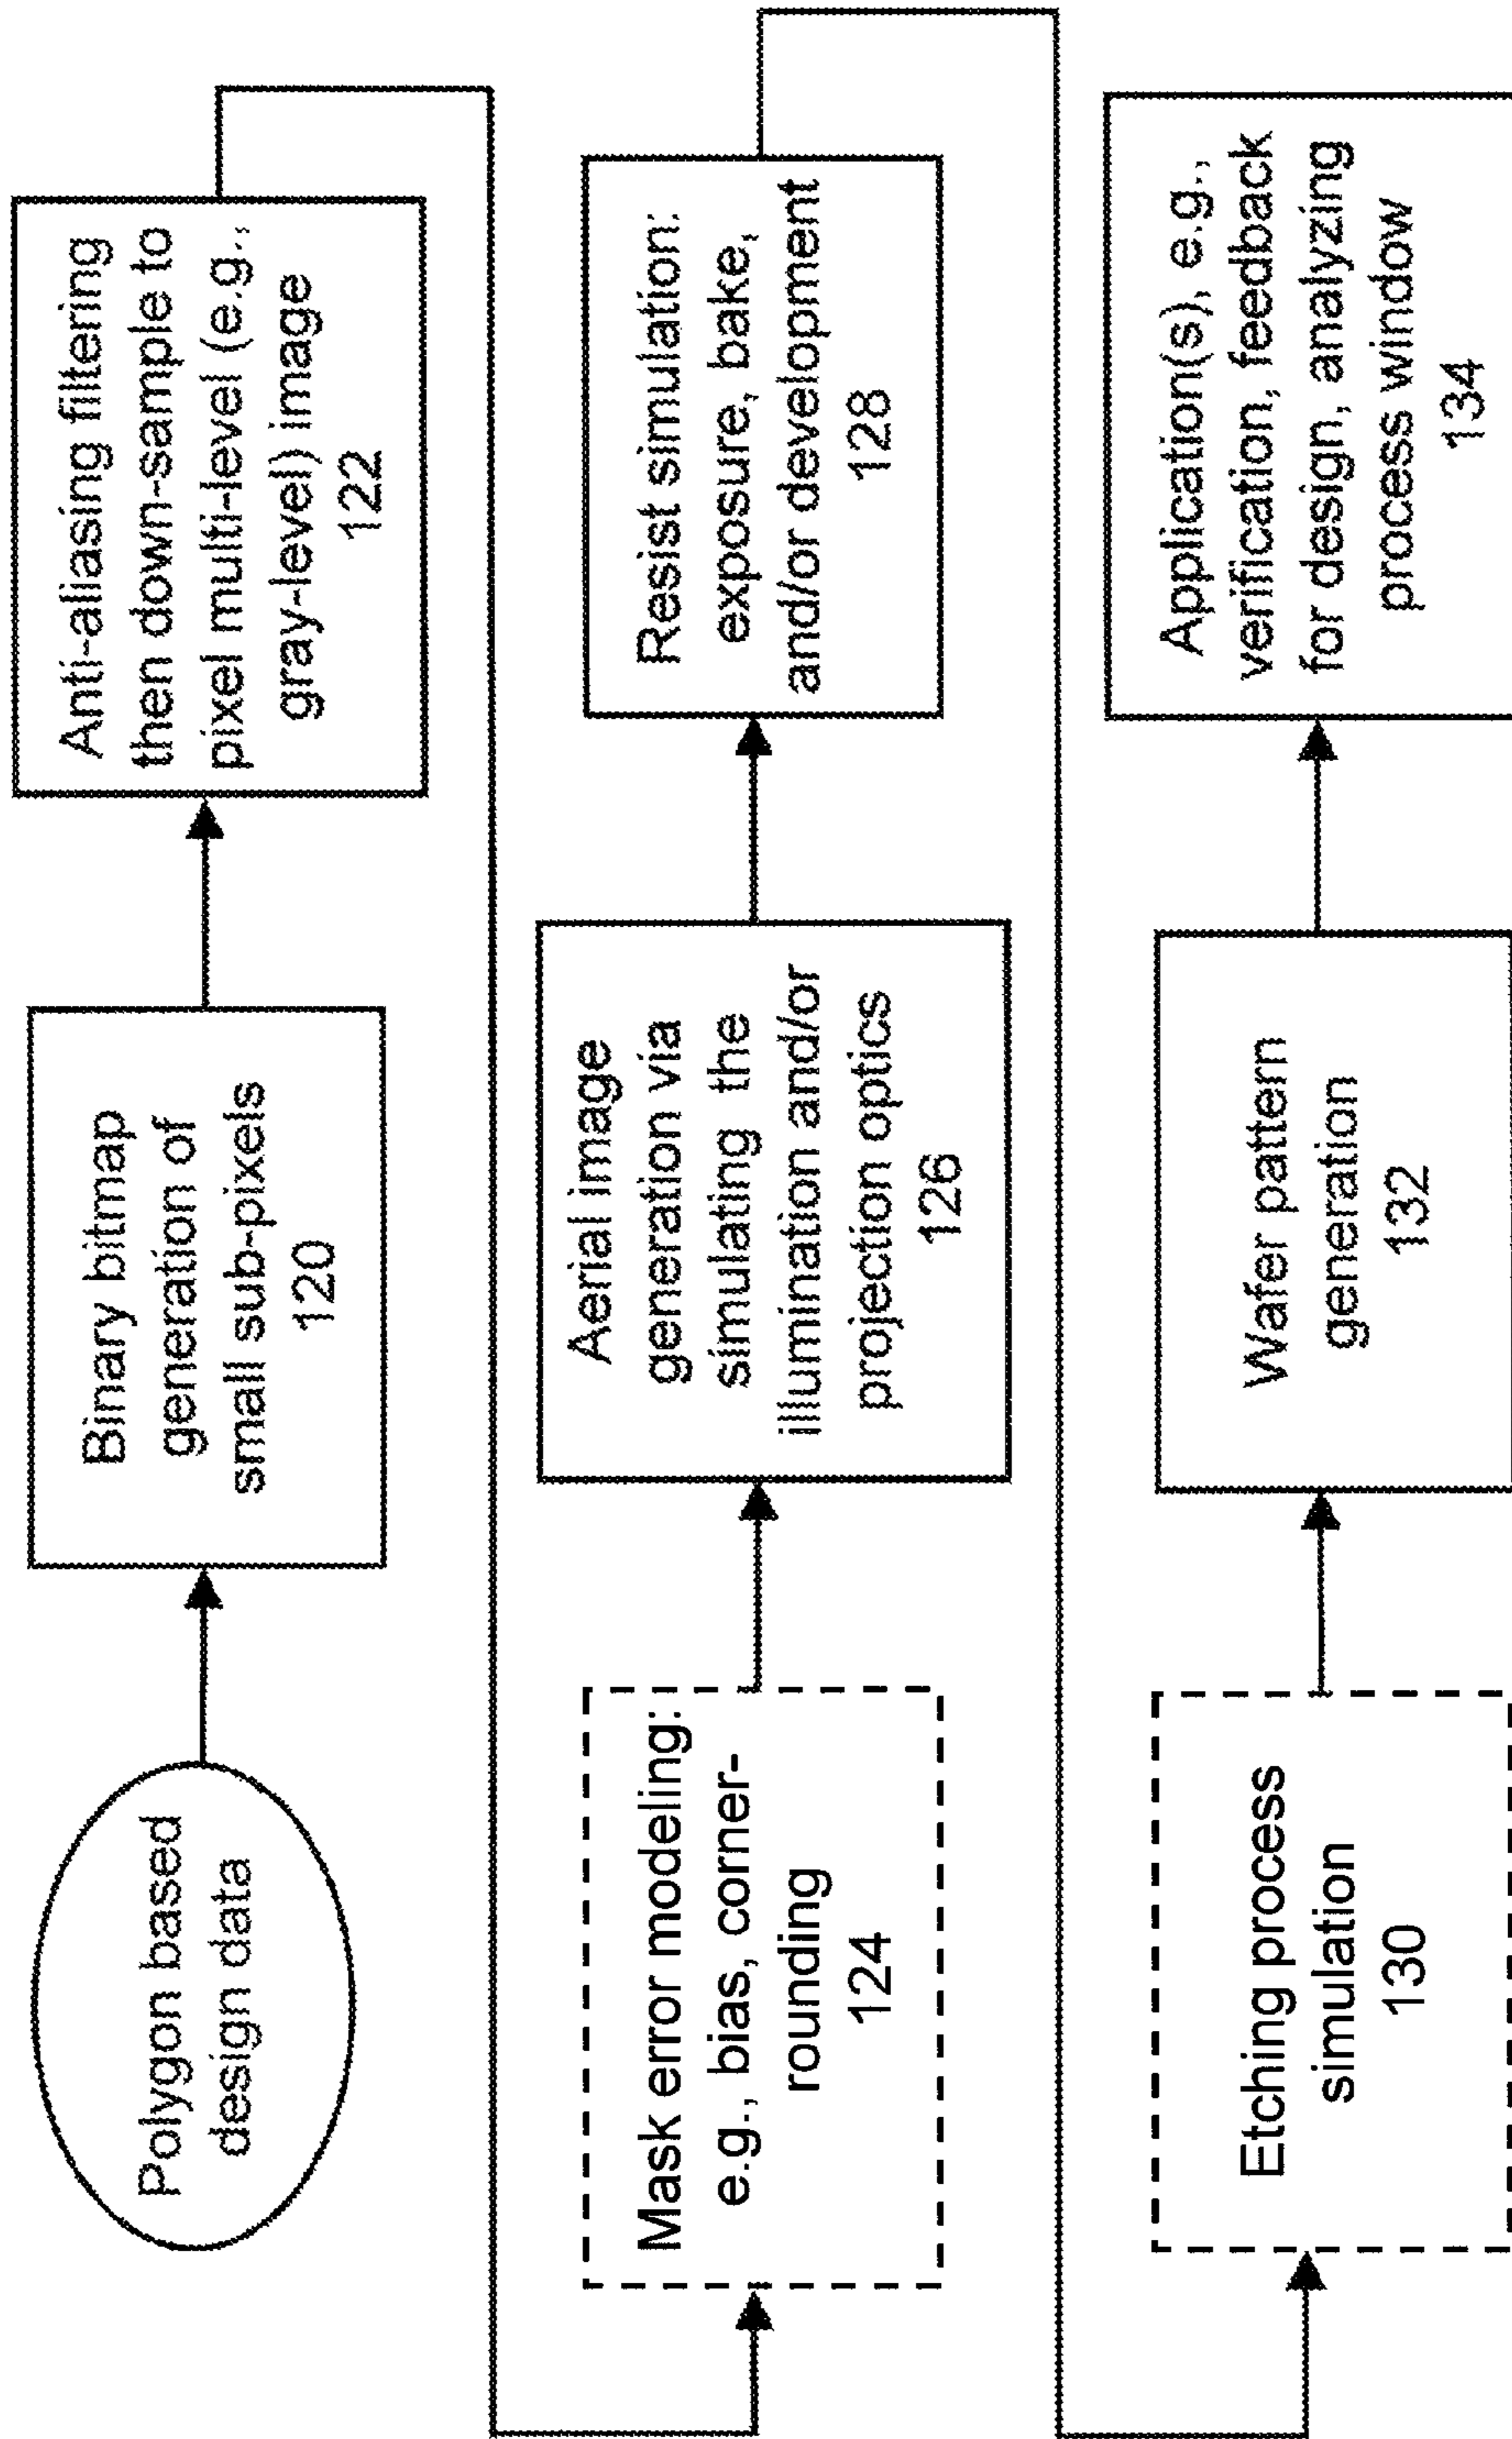 Polygon based
design data
Binary bitmap
generation of
small sub-pixels
120
Anti-aliasing filtering
then down-sample to
pixel multi-level (e.g.,
gray-level) image
122
Mask error modeling:
e.g., bias, corner-
rounding
124
Aerial image
generation via
simulating the
illumination and/or
projection optics
126
Resist simulation:
exposure, bake,
and/or development
128
Etching process
simulation
130
Wafer pattern
generation
132
Application(s), e.g.,
verification, feedback
for design, analyzing
process window
134